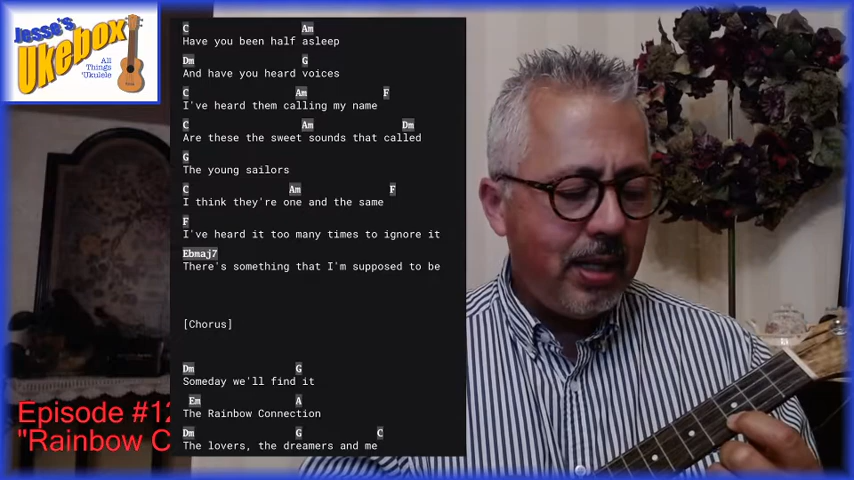 Jesse's
Ukebox
All
Things
'Ukulele
C Am
Have you been half asleep
Dm G
And have you heard voices
C Am F
I've heard them calling my name
C Am Dm
Are these the sweet sounds that called
G
The young sailors
C Am F
I think they're one and the same
F
I've heard it too many times to ignore it
Ebmaj7
There's something that I'm supposed to be
[Chorus]
Dm G
Someday we'll find it
Em A
The Rainbow Connection
Dm G C
The lovers, the dreamers and me
Episode #12
"Rainbow C